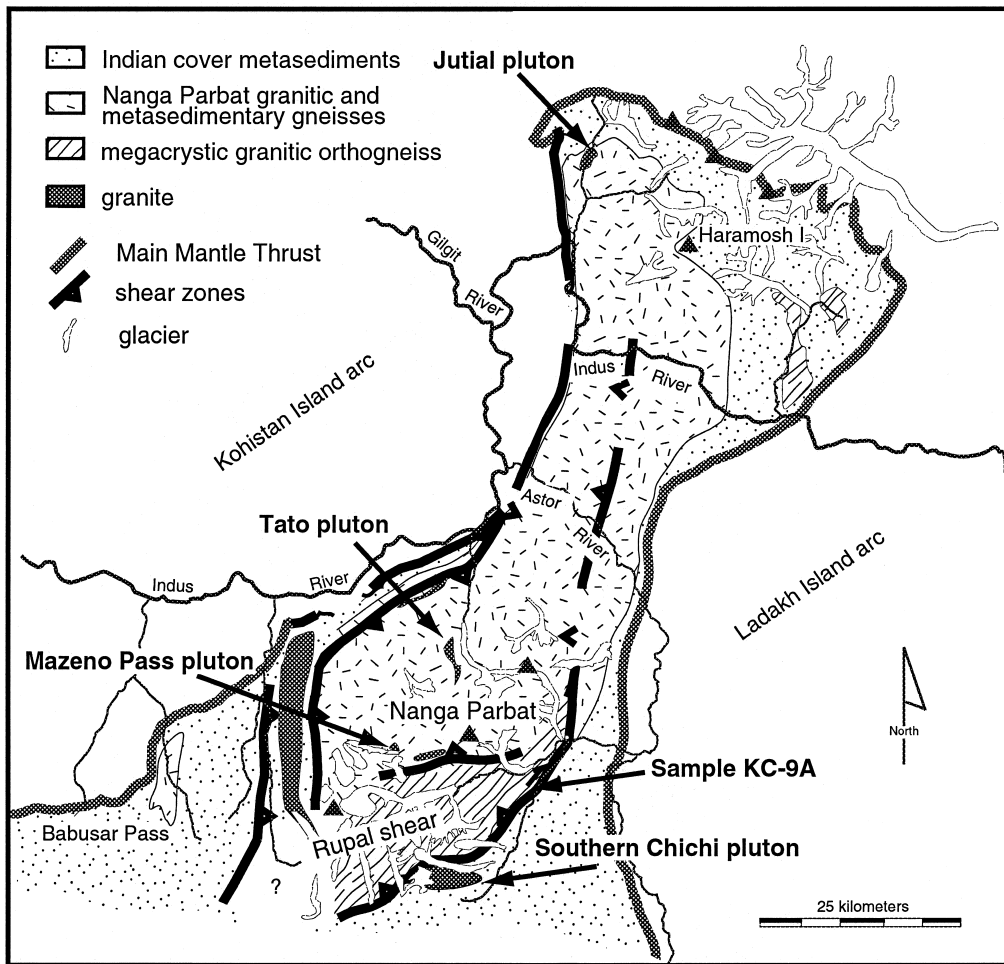 Indian cover metasediments
Nanga Parbat granitic and
metasedimentary gneisses
megacrystic granitic orthogneiss
granite
Main Mantle Thrust
shear zones
glacier
Jutial pluton
Haramosh I
Gilgit
River
Kohistan Island arc
Indus
River
Astor
River
Tato pluton
Indus
River
Ladakh Island arc
Mazeno Pass pluton
Nanga Parbat
North
Sample KC-9A
Babusar Pass
Rupal shear
Southern Chichi pluton
?
25 kilometers